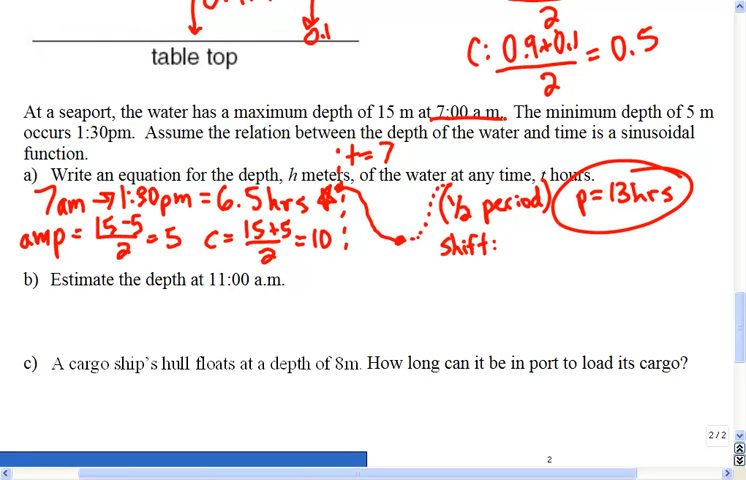 0.1
2
table top
C: 0.9+0.1 = 0.5
2
At a seaport, the water has a maximum depth of 15 m at 7:00 a.m. The minimum depth of 5 m
occurs 1:30pm. Assume the relation between the depth of the water and time is a sinusoidal
function.
t=7
a) Write an equation for the depth, h meters, of the water at any time, t hours.
7am → 1:30pm = 6.5hrs (1/2 period) p=13hrs
amp = 15-5 = 5 c = 15+5 = 10 shift:
2 2
b) Estimate the depth at 11:00 a.m.
c) A cargo ship's hull floats at a depth of 8m. How long can it be in port to load its cargo?
2/2
2